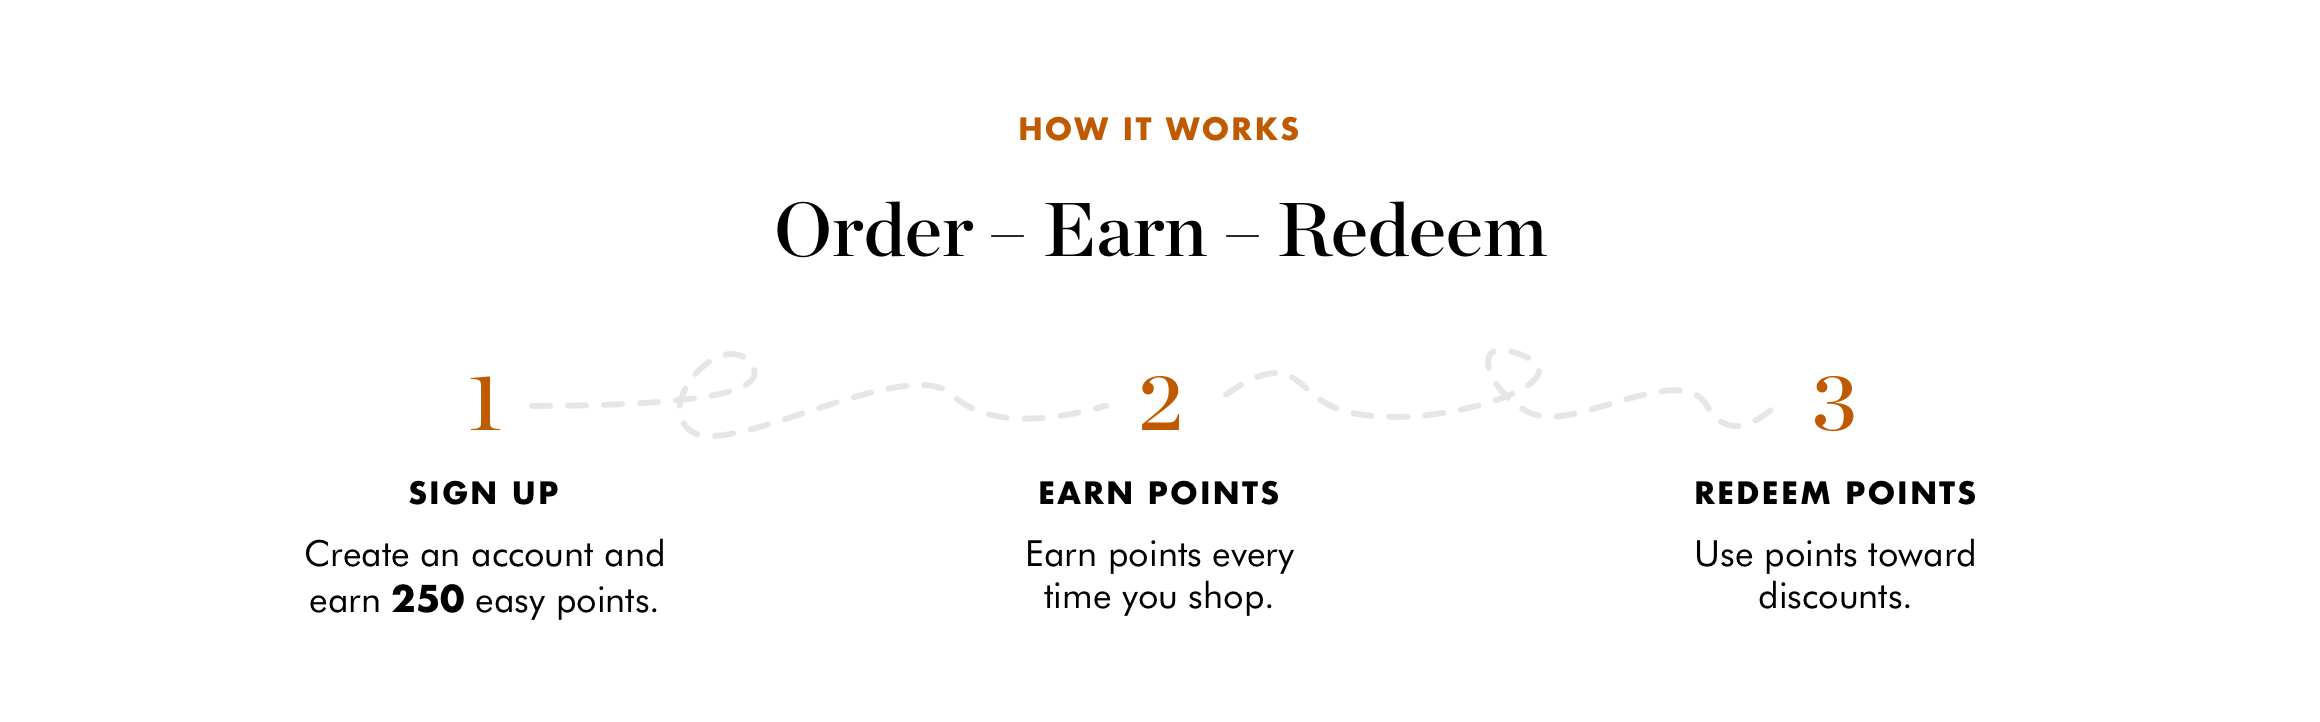 HOW IT WORKS
Order – Earn – Redeem
1
SIGN UP
Create an account and
earn 250 easy points.
2
EARN POINTS
Earn points every
time you shop.
3
REDEEM POINTS
Use points toward
discounts.